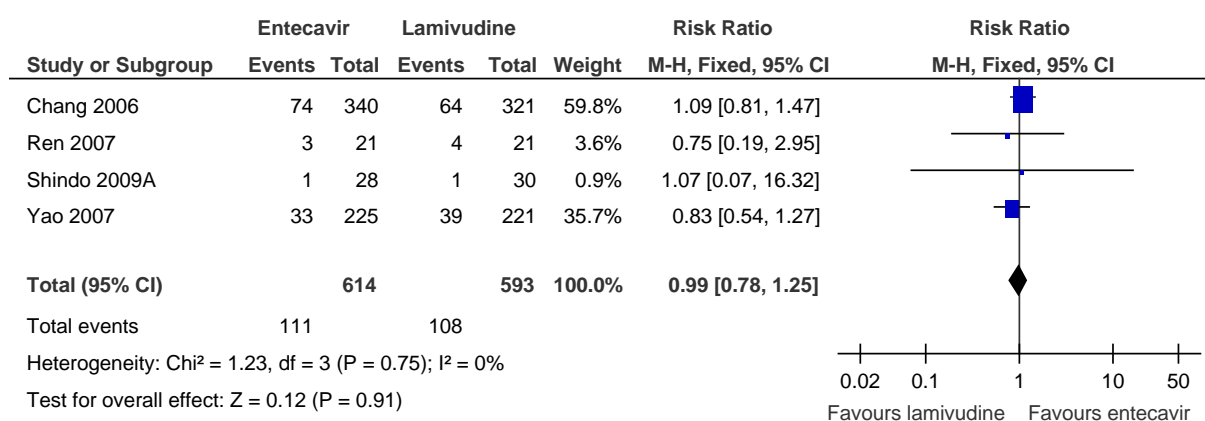 Entecavir Lamivudine Risk Ratio Risk Ratio
Study or Subgroup Events Total Events Total Weight M-H, Fixed, 95% CI M-H, Fixed, 95% CI
Chang 2006 74 340 64 321 59.8% 1.09 [0.81, 1.47]
Ren 2007 3 21 4 21 3.6% 0.75 [0.19, 2.95]
Shindo 2009A 1 28 1 30 0.9% 1.07 [0.07, 16.32]
Yao 2007 33 225 39 221 35.7% 0.83 [0.54, 1.27]
Total (95% CI) 614 593 100.0% 0.99 [0.78, 1.25]
Total events 111 108
Heterogeneity: Chi² = 1.23, df = 3 (P = 0.75); I² = 0%
Test for overall effect: Z = 0.12 (P = 0.91)
0.02 0.1 1 10 50
Favours lamivudine Favours entecavir